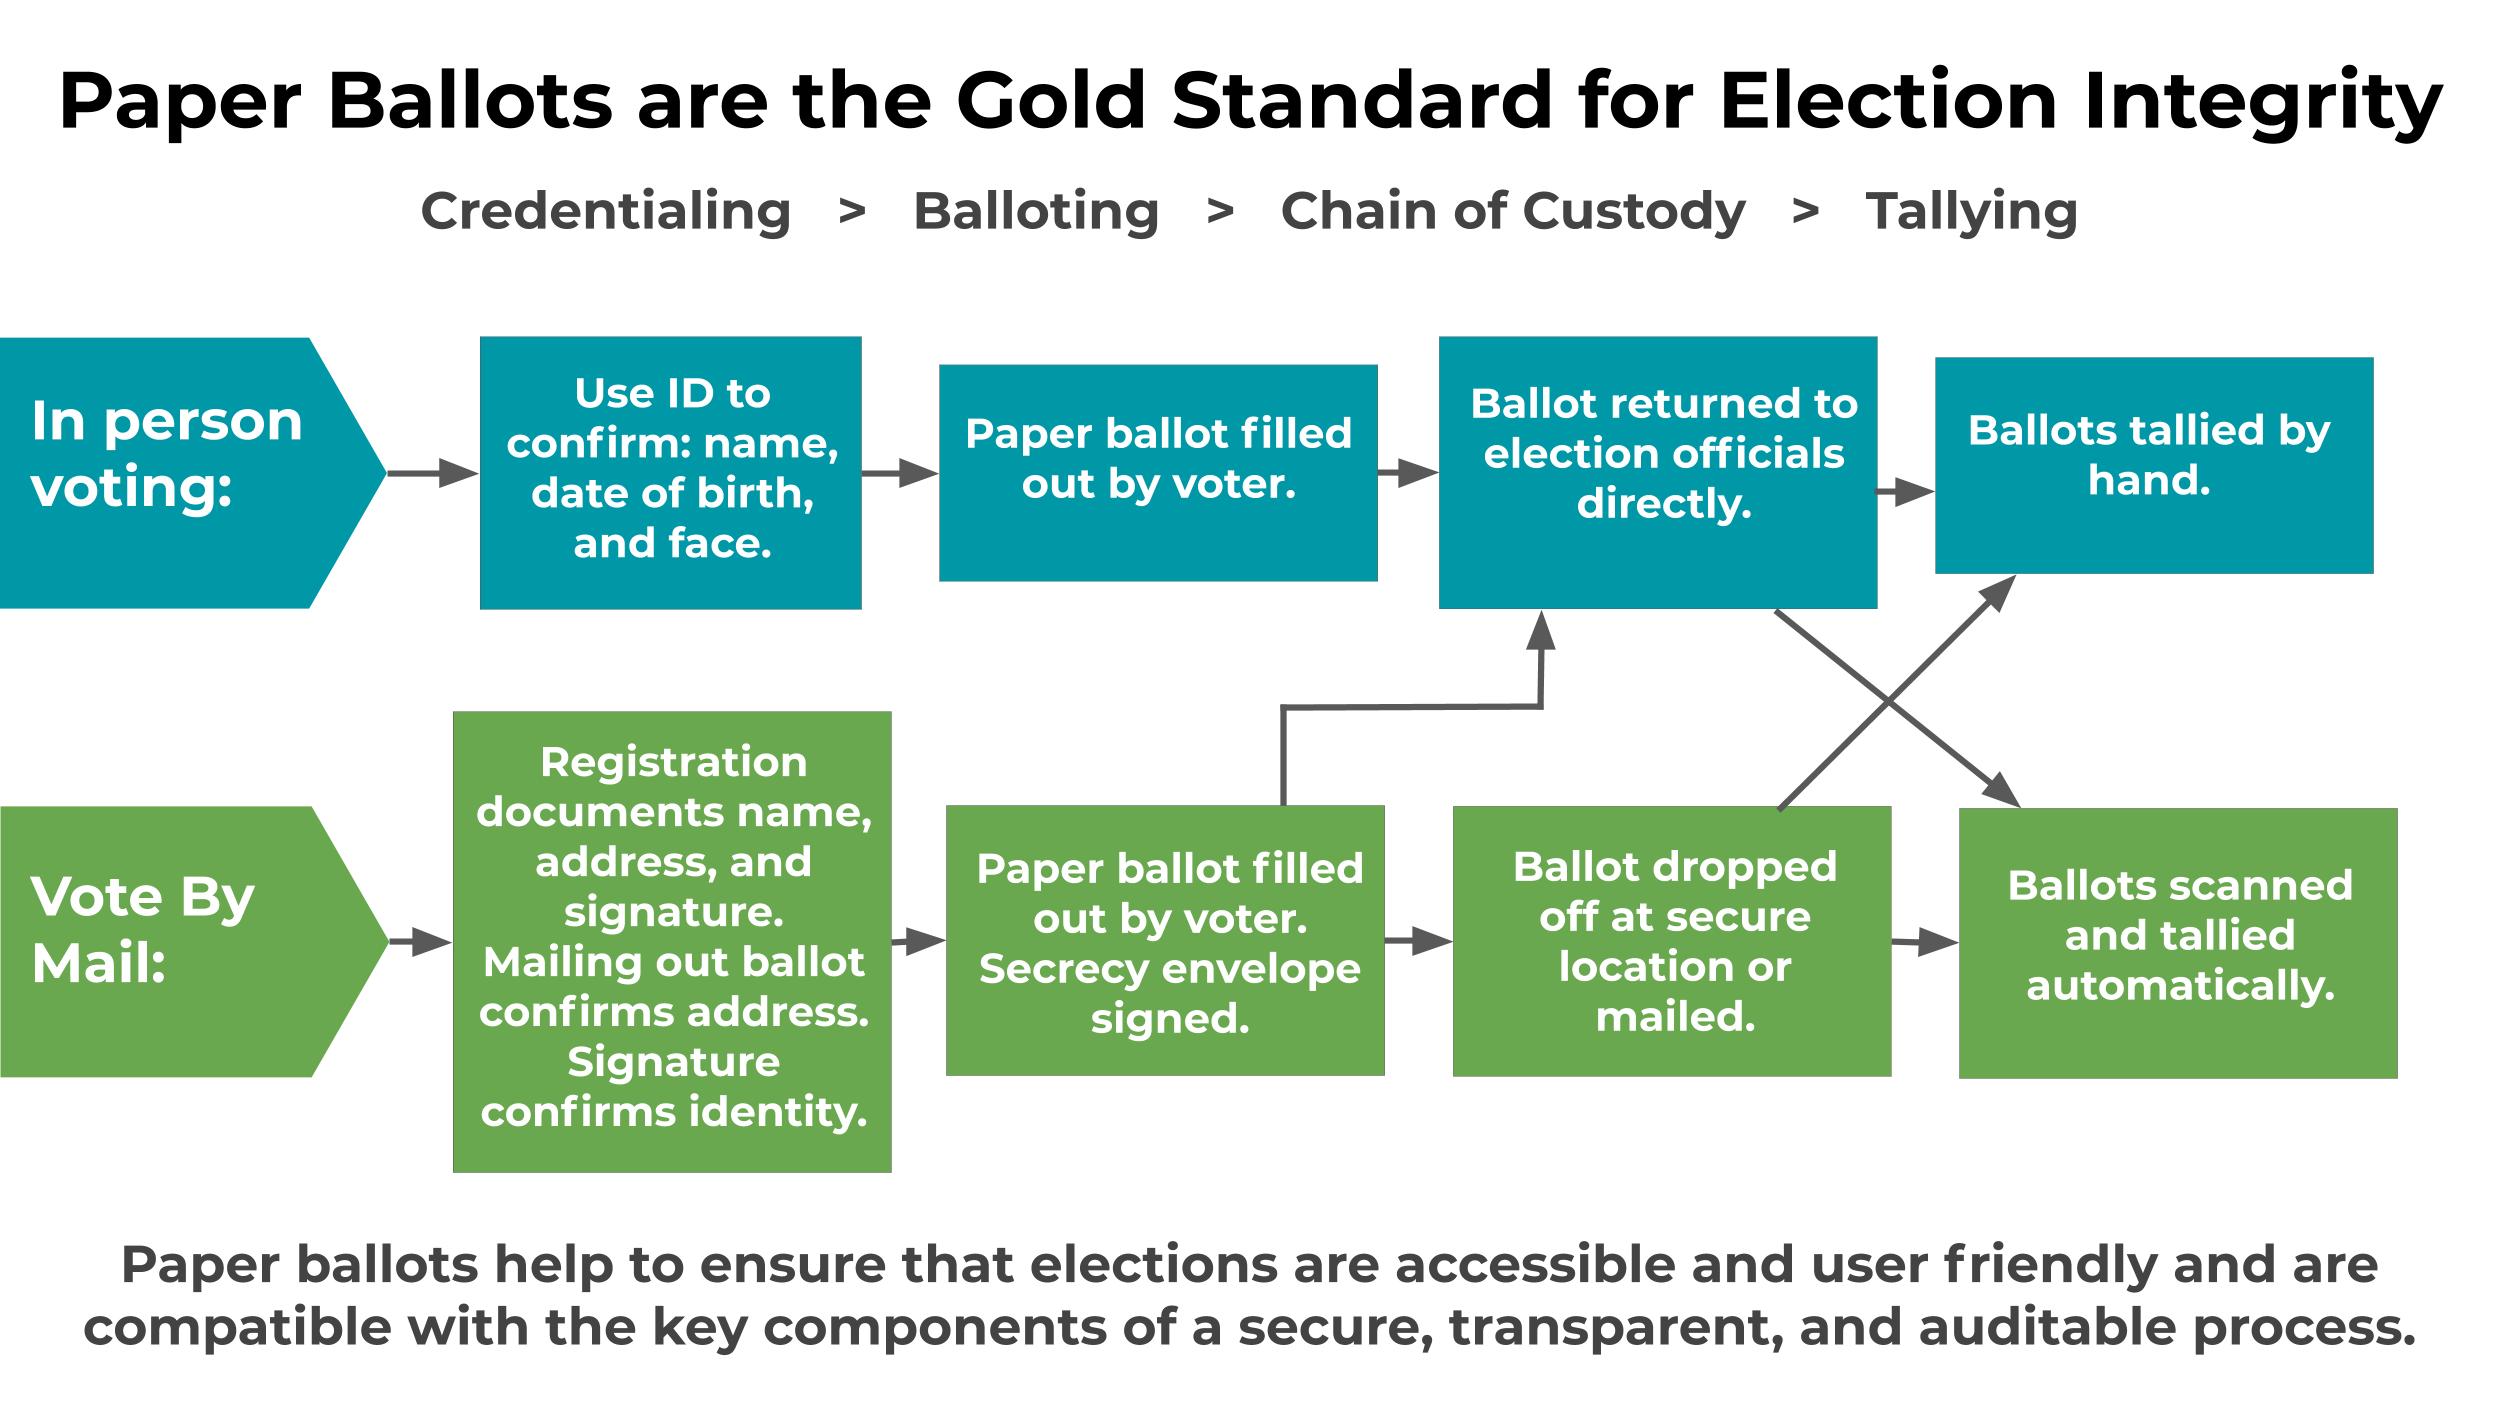 Paper Ballots are the Gold Standard for Election Integrity
Credentialing > Balloting > Chain of Custody > Tallying
In person
voting:
Use ID to
confirm: name,
date of birth,
and face.
Paper ballot filled
out by voter.
Ballot returned to
election officials
directly.
Ballots tallied by
hand.
Vote By
Mail:
Registration
documents name,
address, and
signature.
Mailing out ballot
confirms address.
Signature
confirms identity.
Paper ballot filled
out by voter.
Secrecy envelope
signed.
Ballot dropped
off at secure
location or
mailed.
Ballots scanned
and tallied
automatically.
Paper ballots help to ensure that elections are accessible and user friendly and are
compatible with the key components of a secure, transparent, and auditable process.